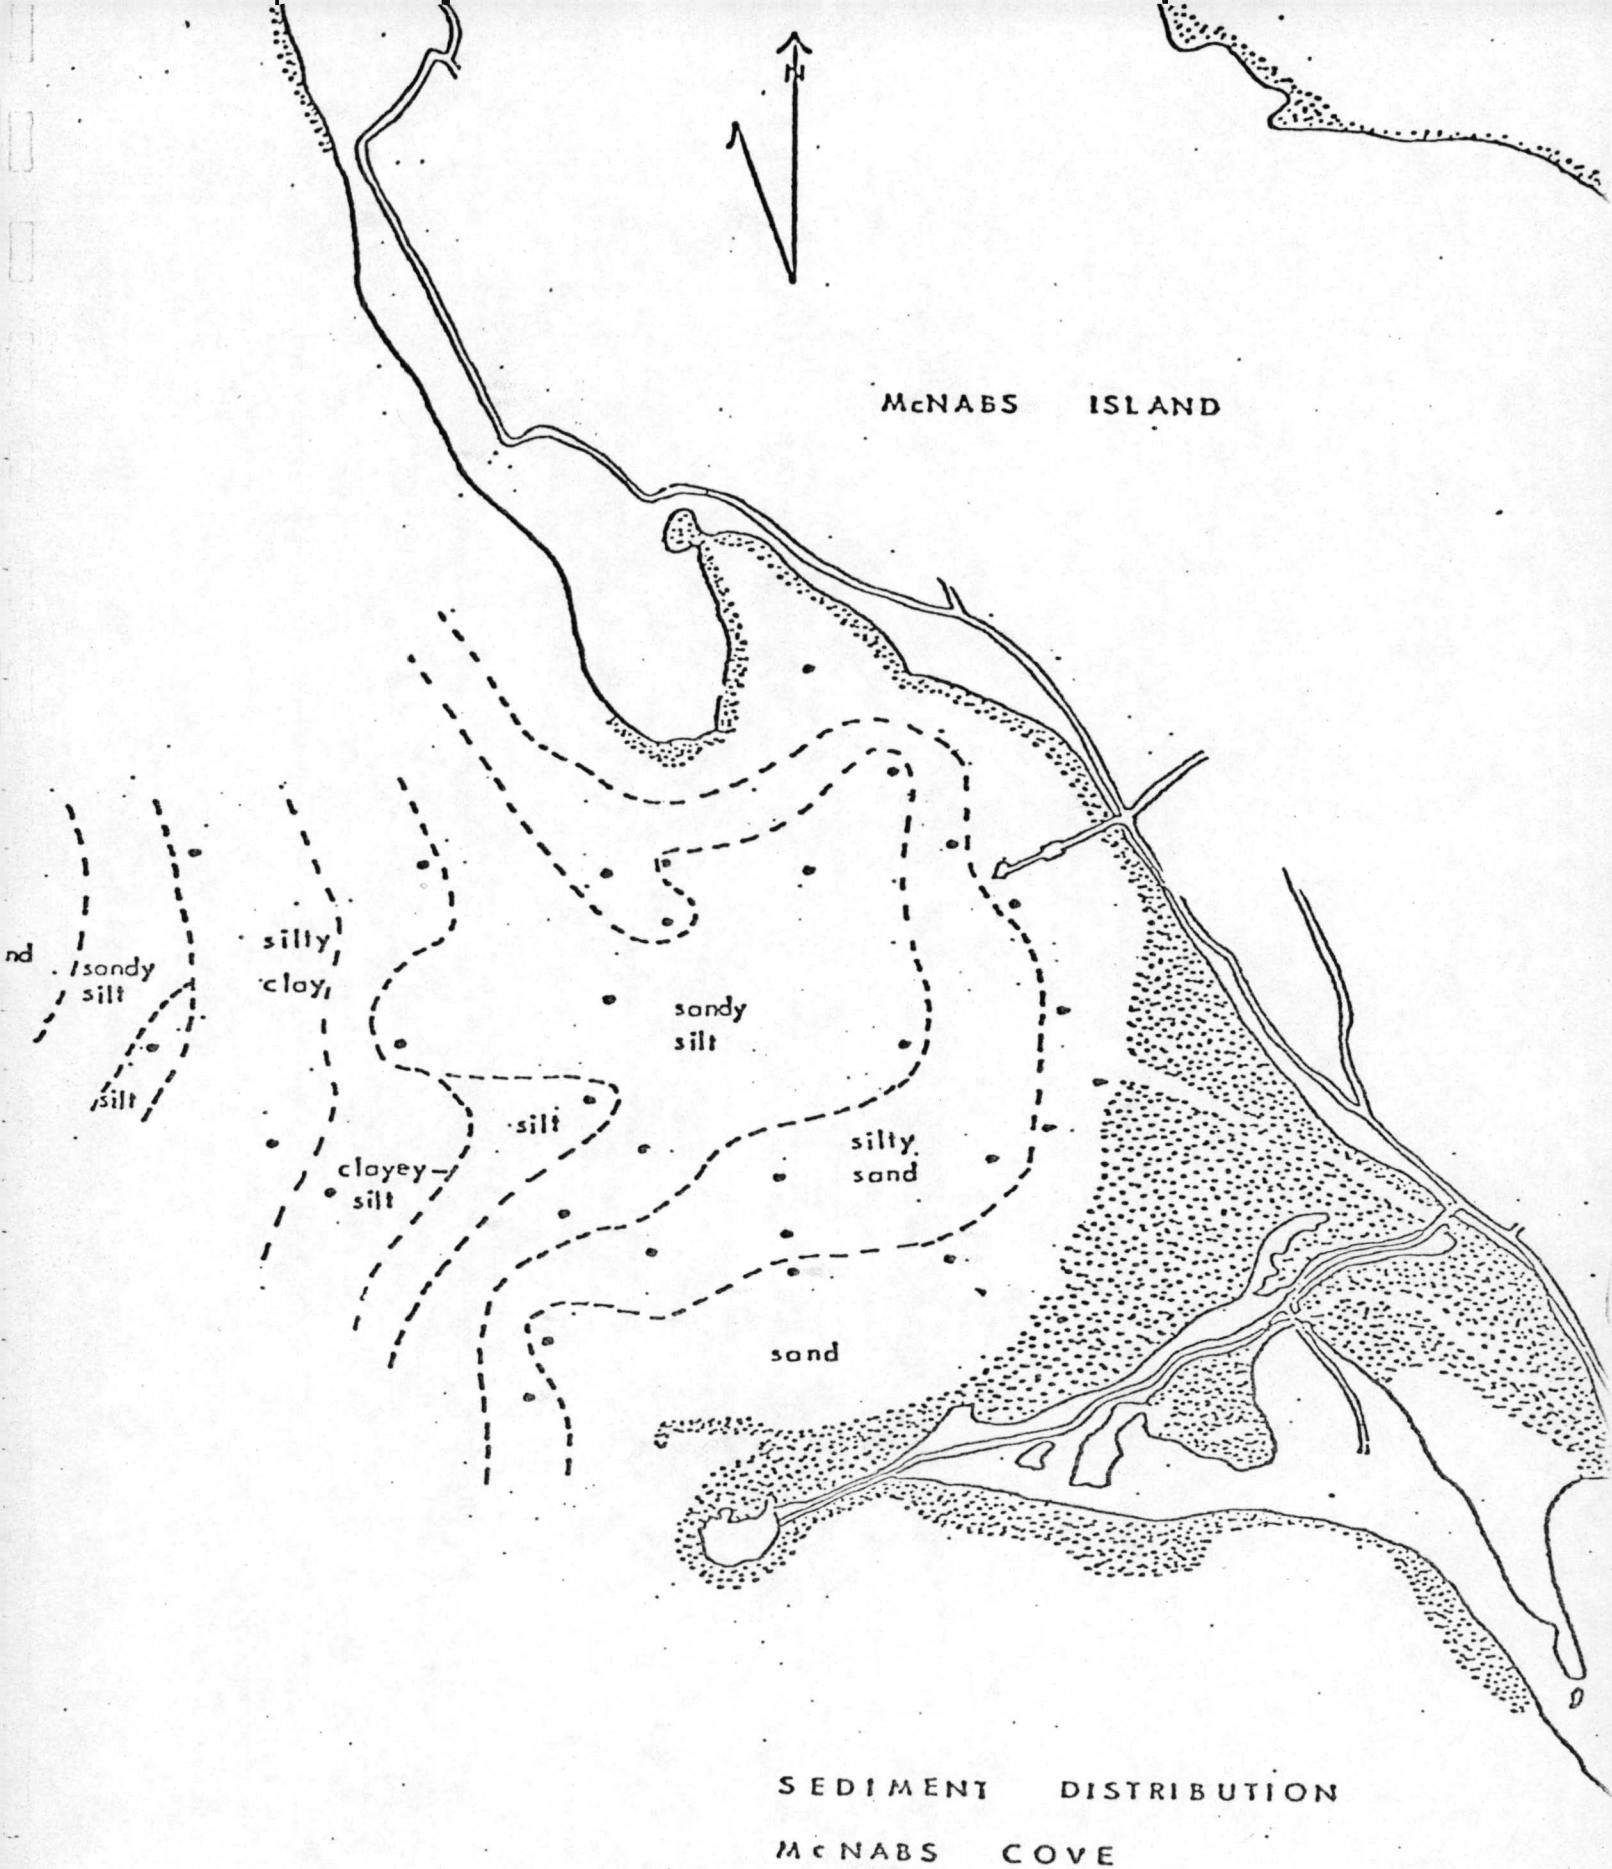 N
McNABS ISLAND
nd
sandy
silt
silt
silty
clay
clayey-
silt
silt
sandy
silt
silty
sand
sand
SEDIMENT DISTRIBUTION
McNABS COVE